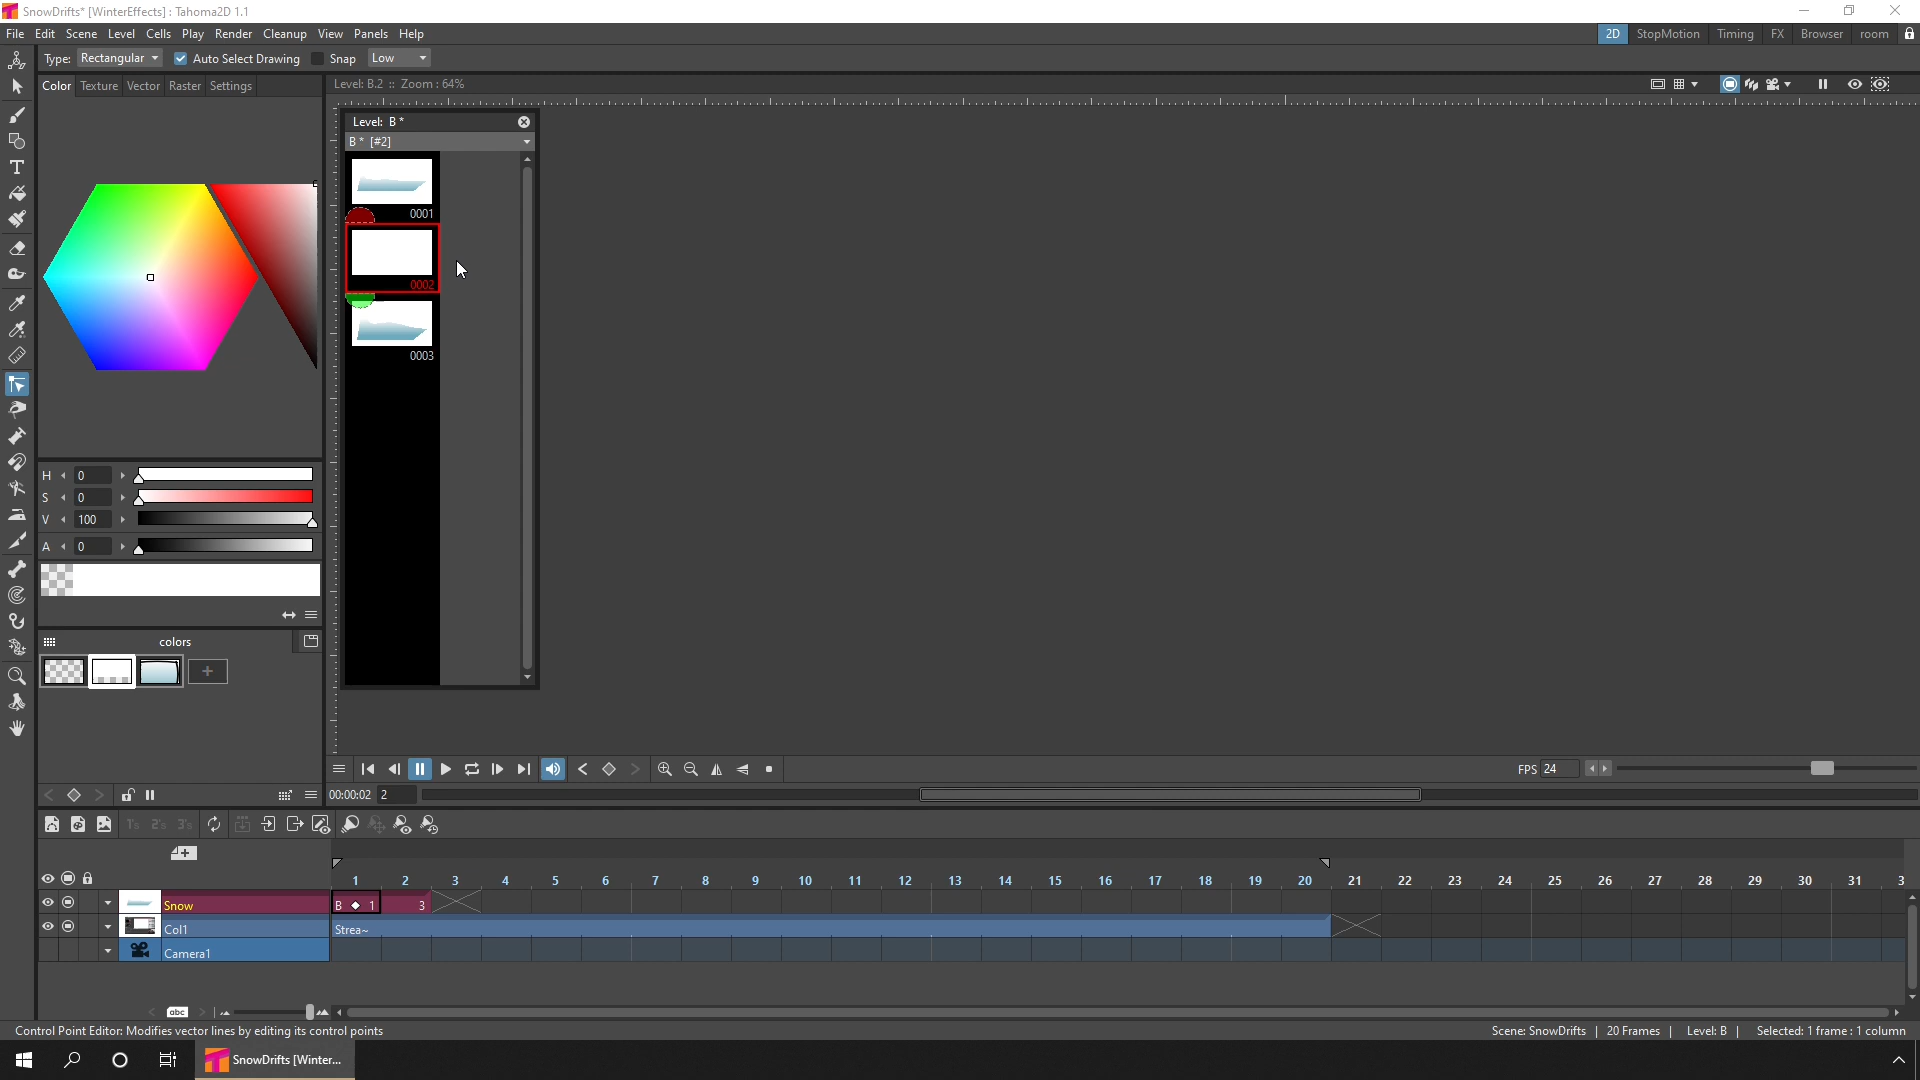 SnowDrifts* [WinterEffects] : Tahoma2D 1.1
File Edit Scene Level Cells Play Render Cleanup View Panels Help
2D StopMotion Timing FX Browser room
Type: Rectangular Auto Select Drawing Snap Low
Color Texture Vector Raster Settings
Level: B.2 :: Zoom : 64%
Level: B *
B * [#2]
0001
0002
0003
H 0
S 0
V 100
A 0
colors
+
FPS 24
00:00:02 2
1's 2's 3's
1 2 3 4 5 6 7 8 9 10 11 12 13 14 15 16 17 18 19 20 21 22 23 24 25 26 27 28 29 30 31 3
Snow B 1 3
Col1 Strea~
Camera1
abc
Control Point Editor: Modifies vector lines by editing its control points
Scene: SnowDrifts | 20 Frames | Level: B | Selected: 1 frame : 1 column
SnowDrifts [Winter...